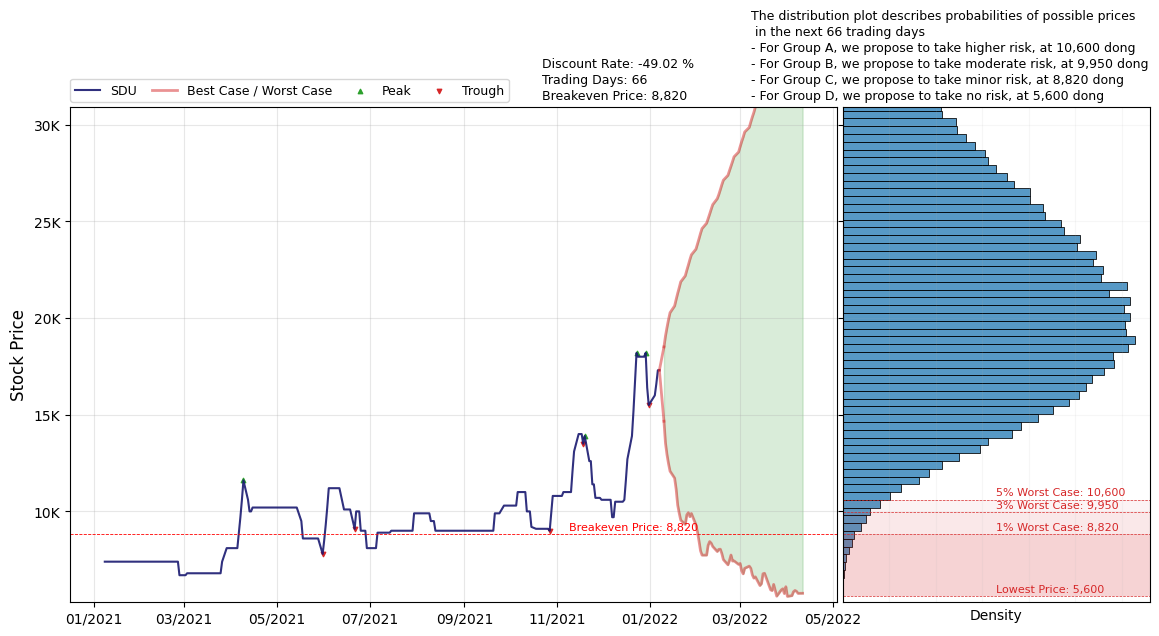 The distribution plot describes probabilities of possible prices
in the next 66 trading days
- For Group A, we propose to take higher risk, at 10,600 dong
- For Group B, we propose to take moderate risk, at 9,950 dong
- For Group C, we propose to take minor risk, at 8,820 dong
- For Group D, we propose to take no risk, at 5,600 dong
Discount Rate: -49.02 %
Trading Days: 66
Breakeven Price: 8,820
SDU
Best Case / Worst Case
Peak
Trough
Stock Price
30K
25K
20K
15K
10K
Breakeven Price: 8,820
01/2021
03/2021
05/2021
07/2021
09/2021
11/2021
01/2022
03/2022
05/2022
5% Worst Case: 10,600
3% Worst Case: 9,950
1% Worst Case: 8,820
Lowest Price: 5,600
Density